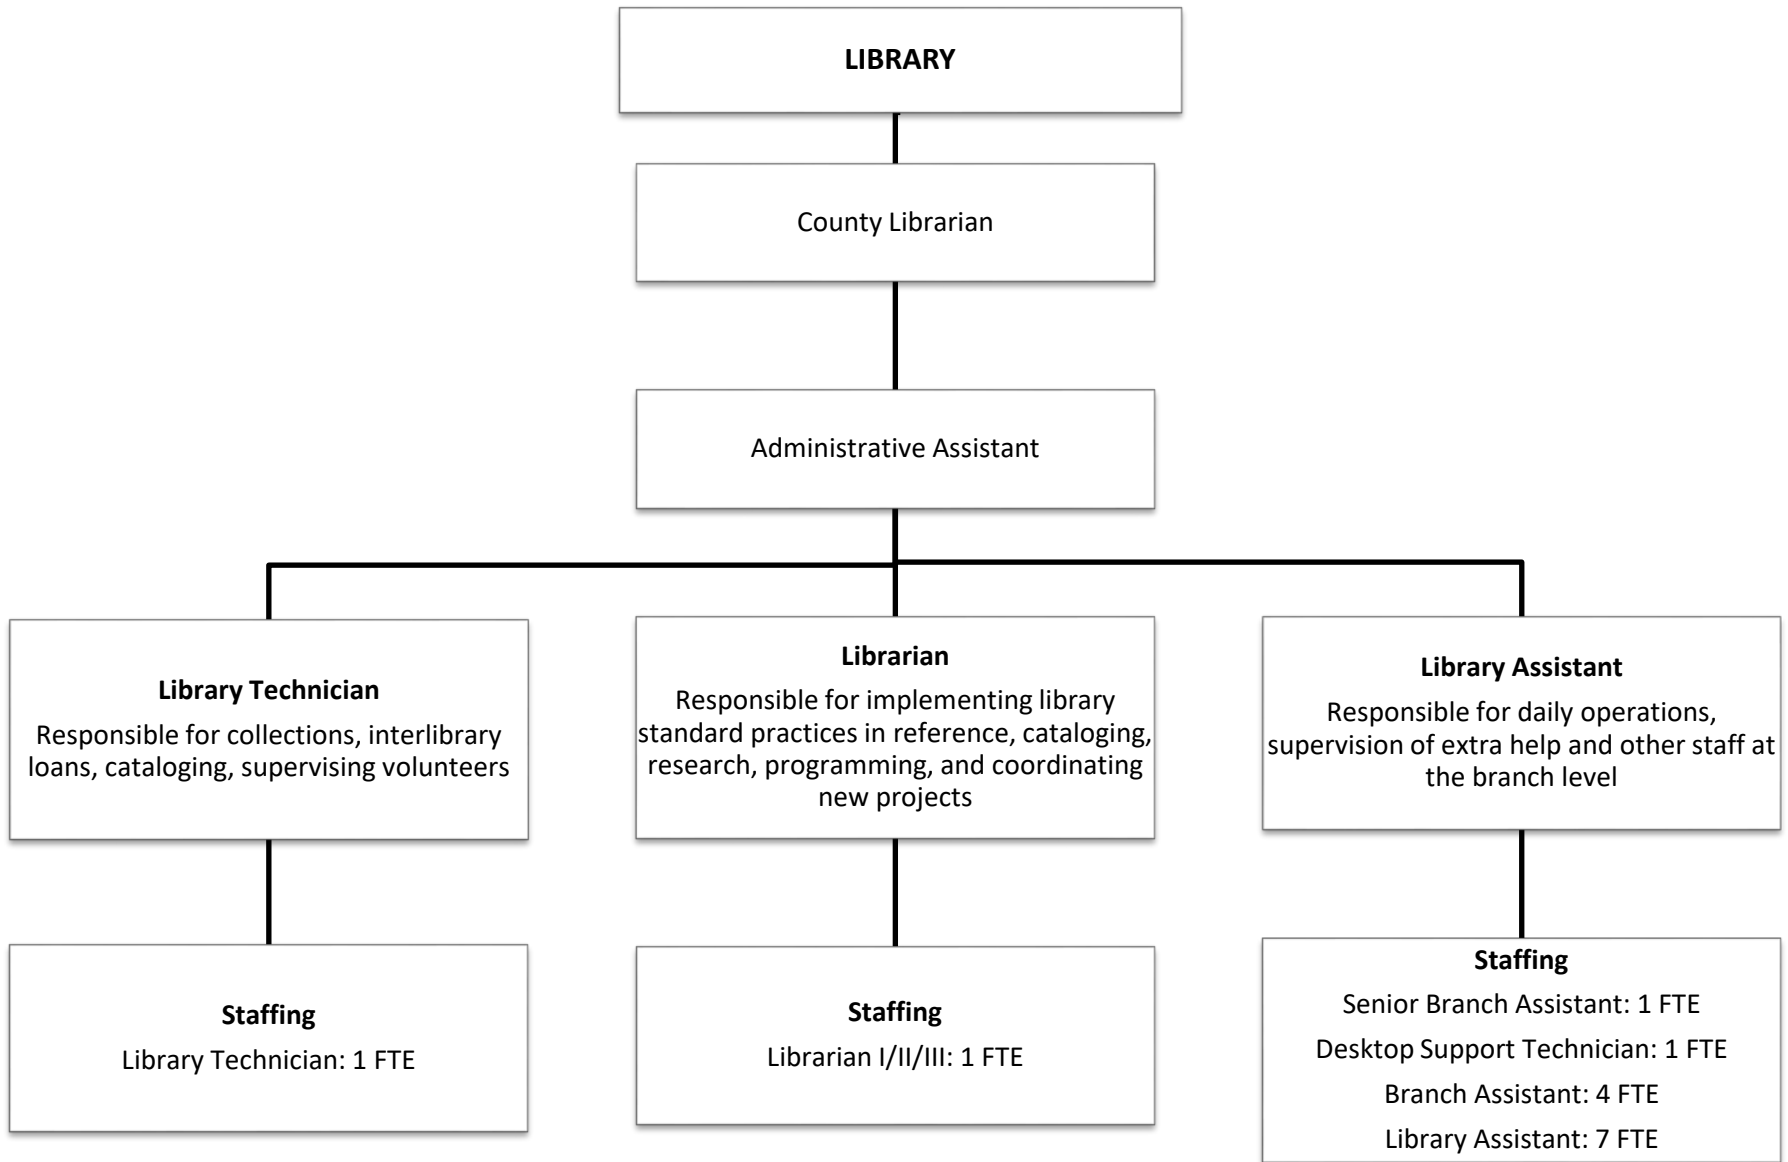 LIBRARY
County Librarian
Administrative Assistant
Library Technician
Responsible for collections, interlibrary
loans, cataloging, supervising volunteers
Librarian
Responsible for implementing library
standard practices in reference, cataloging,
research, programming, and coordinating
new projects
Library Assistant
Responsible for daily operations,
supervision of extra help and other staff at
the branch level
Staffing
Library Technician: 1 FTE
Staffing
Librarian I/II/III: 1 FTE
Staffing
Senior Branch Assistant: 1 FTE
Desktop Support Technician: 1 FTE
Branch Assistant: 4 FTE
Library Assistant: 7 FTE